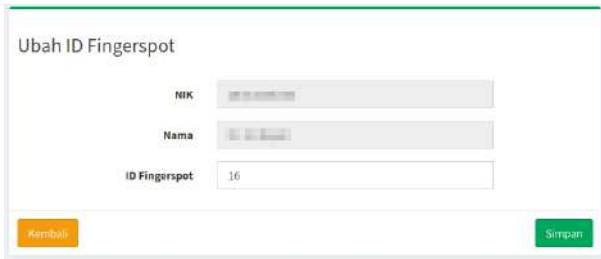 Ubah ID Fingerspot
NIK
Nama
ID Fingerspot 16
Kembali Simpan